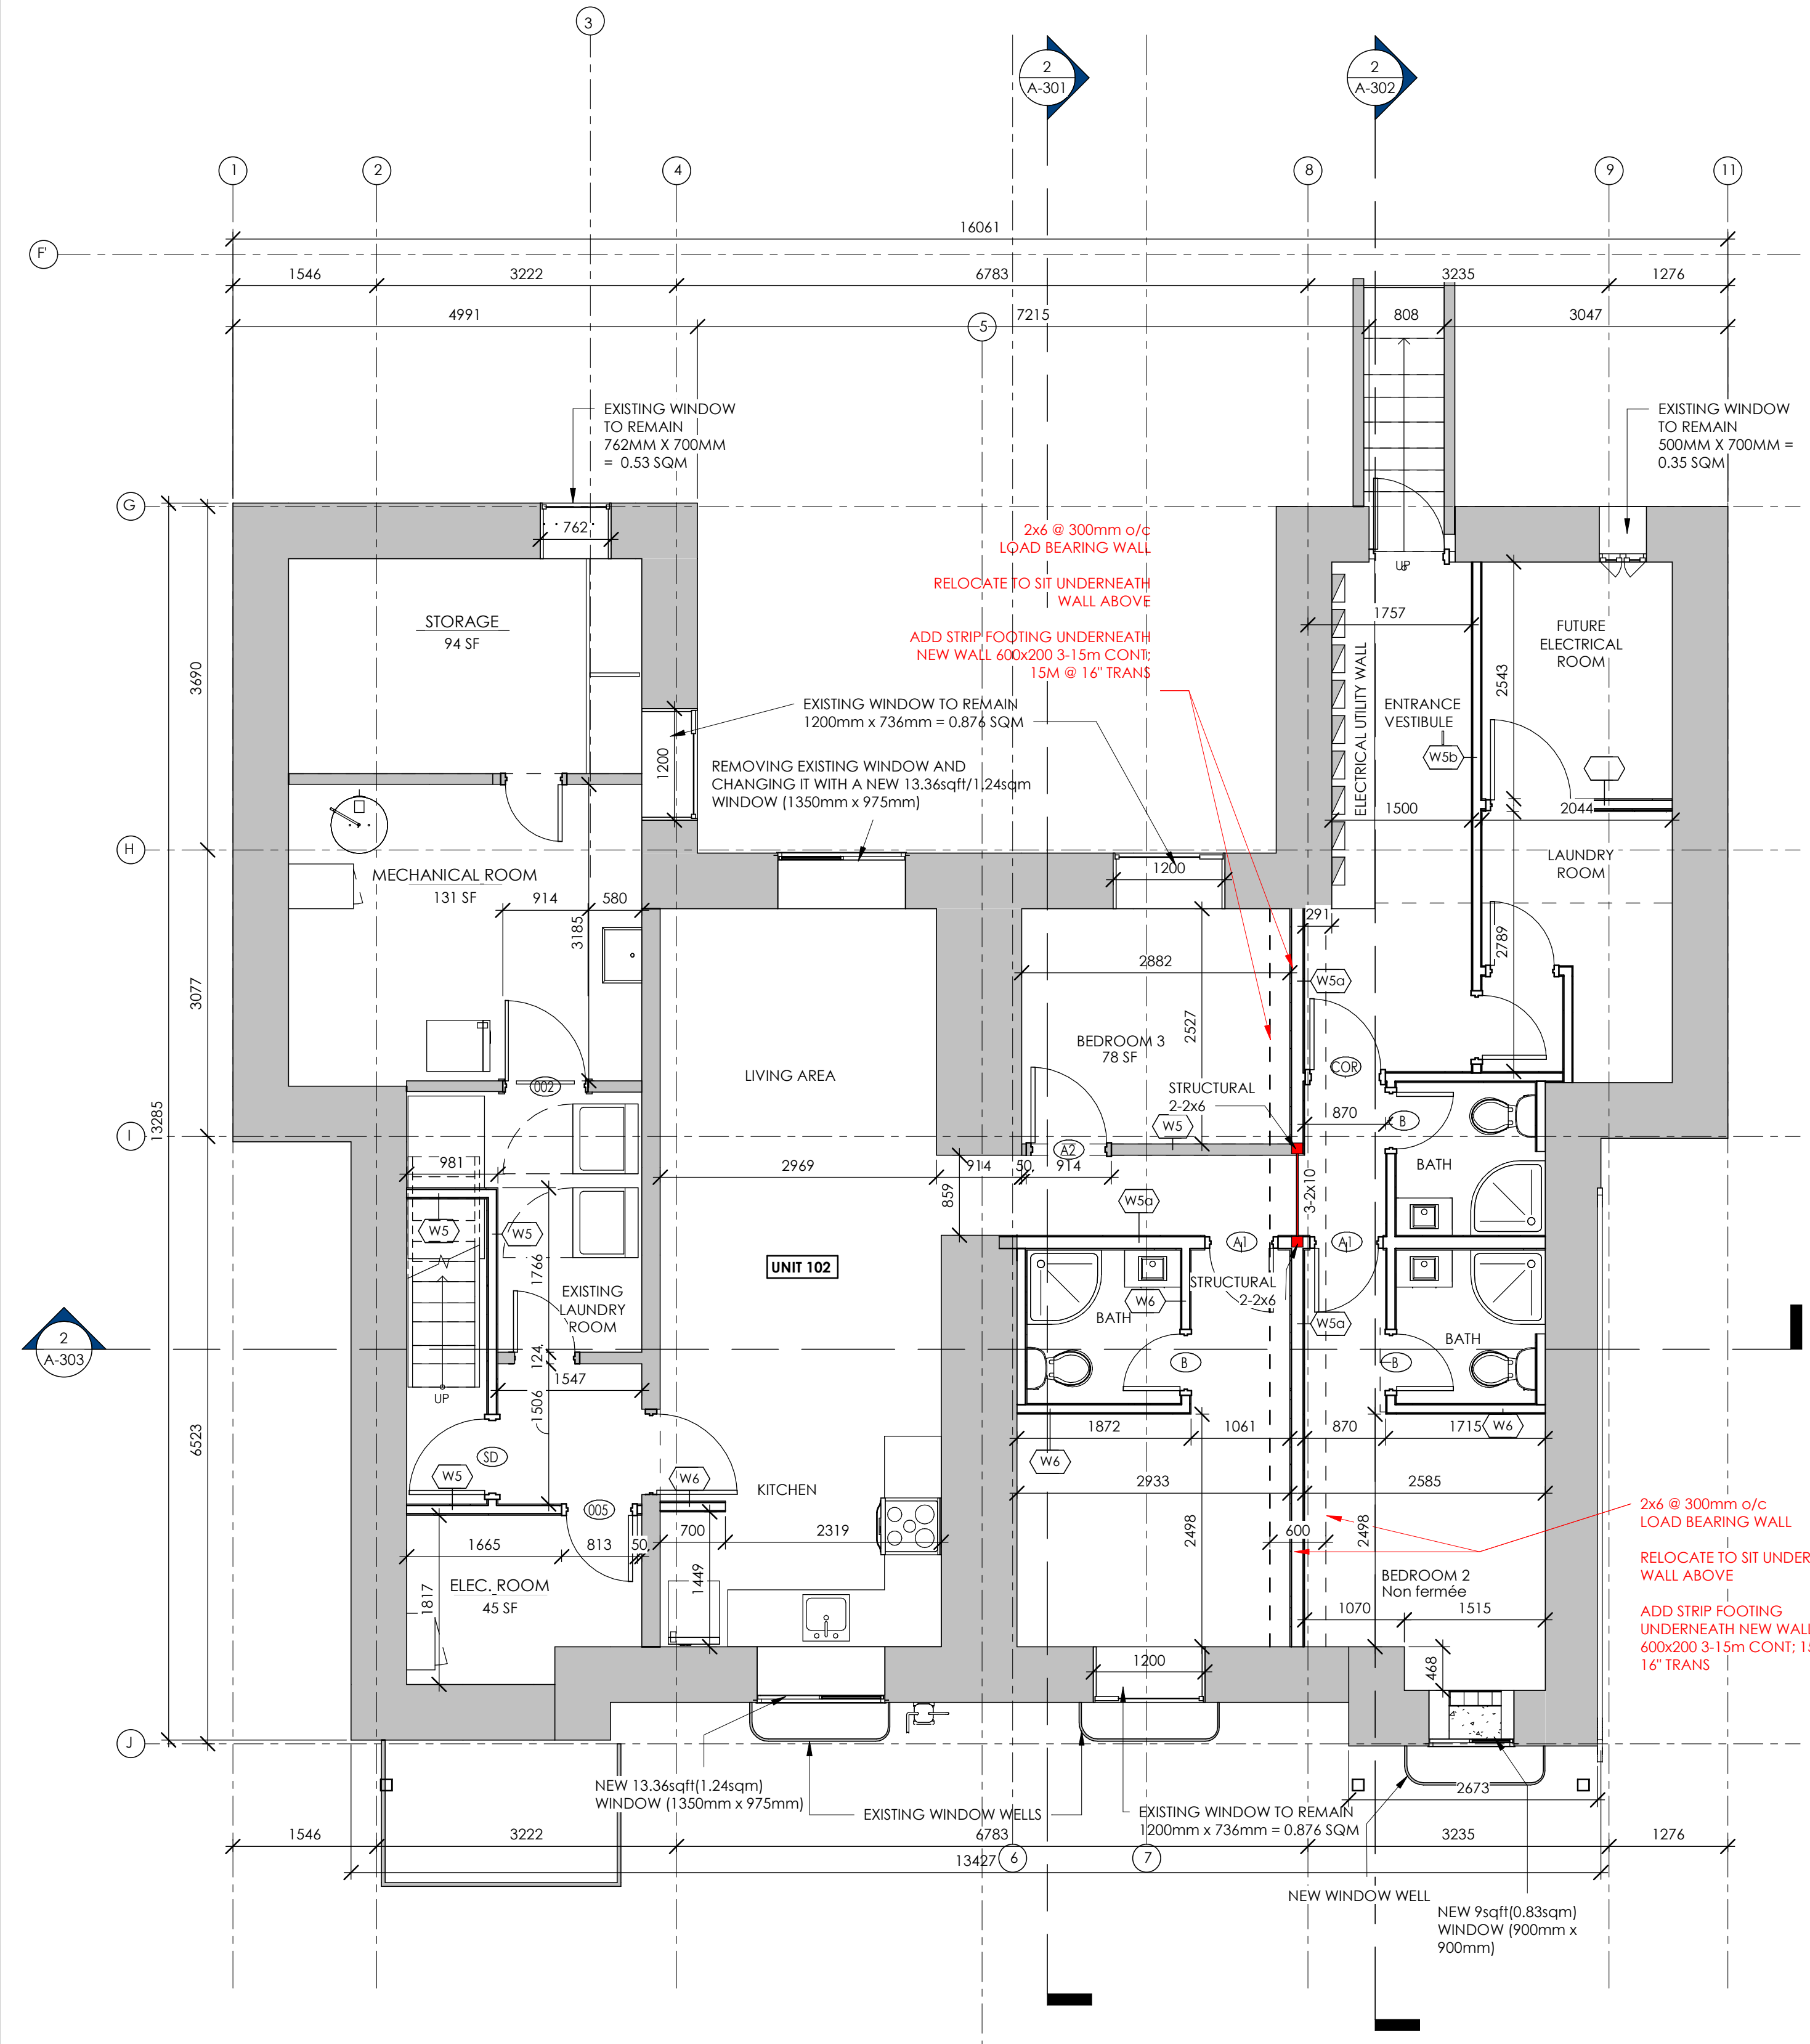 3
2
A-301
2
A-302
1
2
4
8
9
11
F'
16061
1546
3222
6783
3235
1276
4991
5
7215
808
3047
EXISTING WINDOW
TO REMAIN
762MM X 700MM
= 0.53 SQM
EXISTING WINDOW
TO REMAIN
500MM X 700MM =
0.35 SQM
G
762
2x6 @ 300mm o/c
LOAD BEARING WALL
RELOCATE TO SIT UNDERNEATH
WALL ABOVE
ADD STRIP FOOTING UNDERNEATH
NEW WALL 600x200 3-15m CONT;
15M @ 16" TRANS
UP
1757
STORAGE
94 SF
FUTURE
ELECTRICAL
ROOM
3690
2543
ELECTRICAL UTILITY WALL
ENTRANCE
VESTIBULE
W5b
EXISTING WINDOW TO REMAIN
1200mm x 736mm = 0.876 SQM
1200
REMOVING EXISTING WINDOW AND
CHANGING IT WITH A NEW 13.36sqft/1.24sqm
WINDOW (1350mm x 975mm)
1500
2044
H
MECHANICAL ROOM
131 SF
914
580
3185
1200
LAUNDRY
ROOM
291
2789
2882
W5a
3077
2527
BEDROOM 3
78 SF
LIVING AREA
COR
002
STRUCTURAL
2-2x6
870
B
W5
13285
I
A2
BATH
981
2969
914
50
914
859
W5a
3-2x10
W5
W5
A1
A1
1766
UNIT 102
EXISTING
LAUNDRY
ROOM
STRUCTURAL
2-2x6
W6
BATH
W5a
BATH
2
A-303
124
B
B
1547
UP
1506
6523
1872
1061
870
1715
W6
SD
W6
W5
W6
KITCHEN
2933
2585
005
700
2319
2498
600
2498
2x6 @ 300mm o/c
LOAD BEARING WALL
RELOCATE TO SIT UNDER
WALL ABOVE
ADD STRIP FOOTING
UNDERNEATH NEW WALL
600x200 3-15m CONT; 15
16" TRANS
1665
813
50
1449
ELEC. ROOM
45 SF
1817
BEDROOM 2
Non fermée
1070
1515
1200
468
J
NEW 13.36sqft(1.24sqm)
WINDOW (1350mm x 975mm)
EXISTING WINDOW WELLS
EXISTING WINDOW TO REMAIN
1200mm x 736mm = 0.876 SQM
2673
1546
3222
6783
3235
1276
13427
6
7
NEW WINDOW WELL
NEW 9sqft(0.83sqm)
WINDOW (900mm x
900mm)